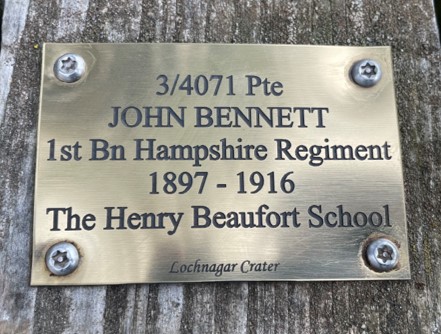 3/4071 Pte
JOHN BENNETT
1st Bn Hampshire Regiment
1897 - 1916
The Henry Beaufort School
Lochnagar Crater